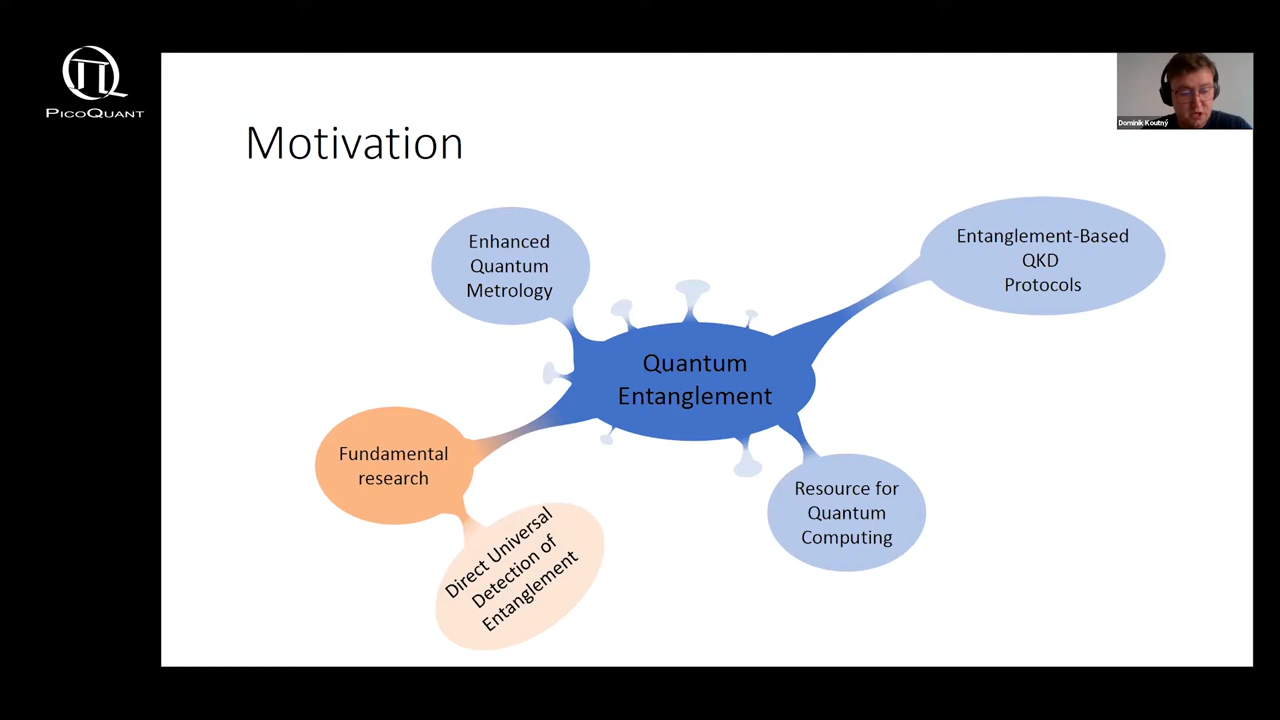 PICOQUANT
Dominik Koutný
Motivation
Enhanced
Quantum
Metrology
Entanglement-Based
QKD
Protocols
Quantum
Entanglement
Fundamental
research
Resource for
Quantum
Computing
Direct Universal
Detection of
Entanglement